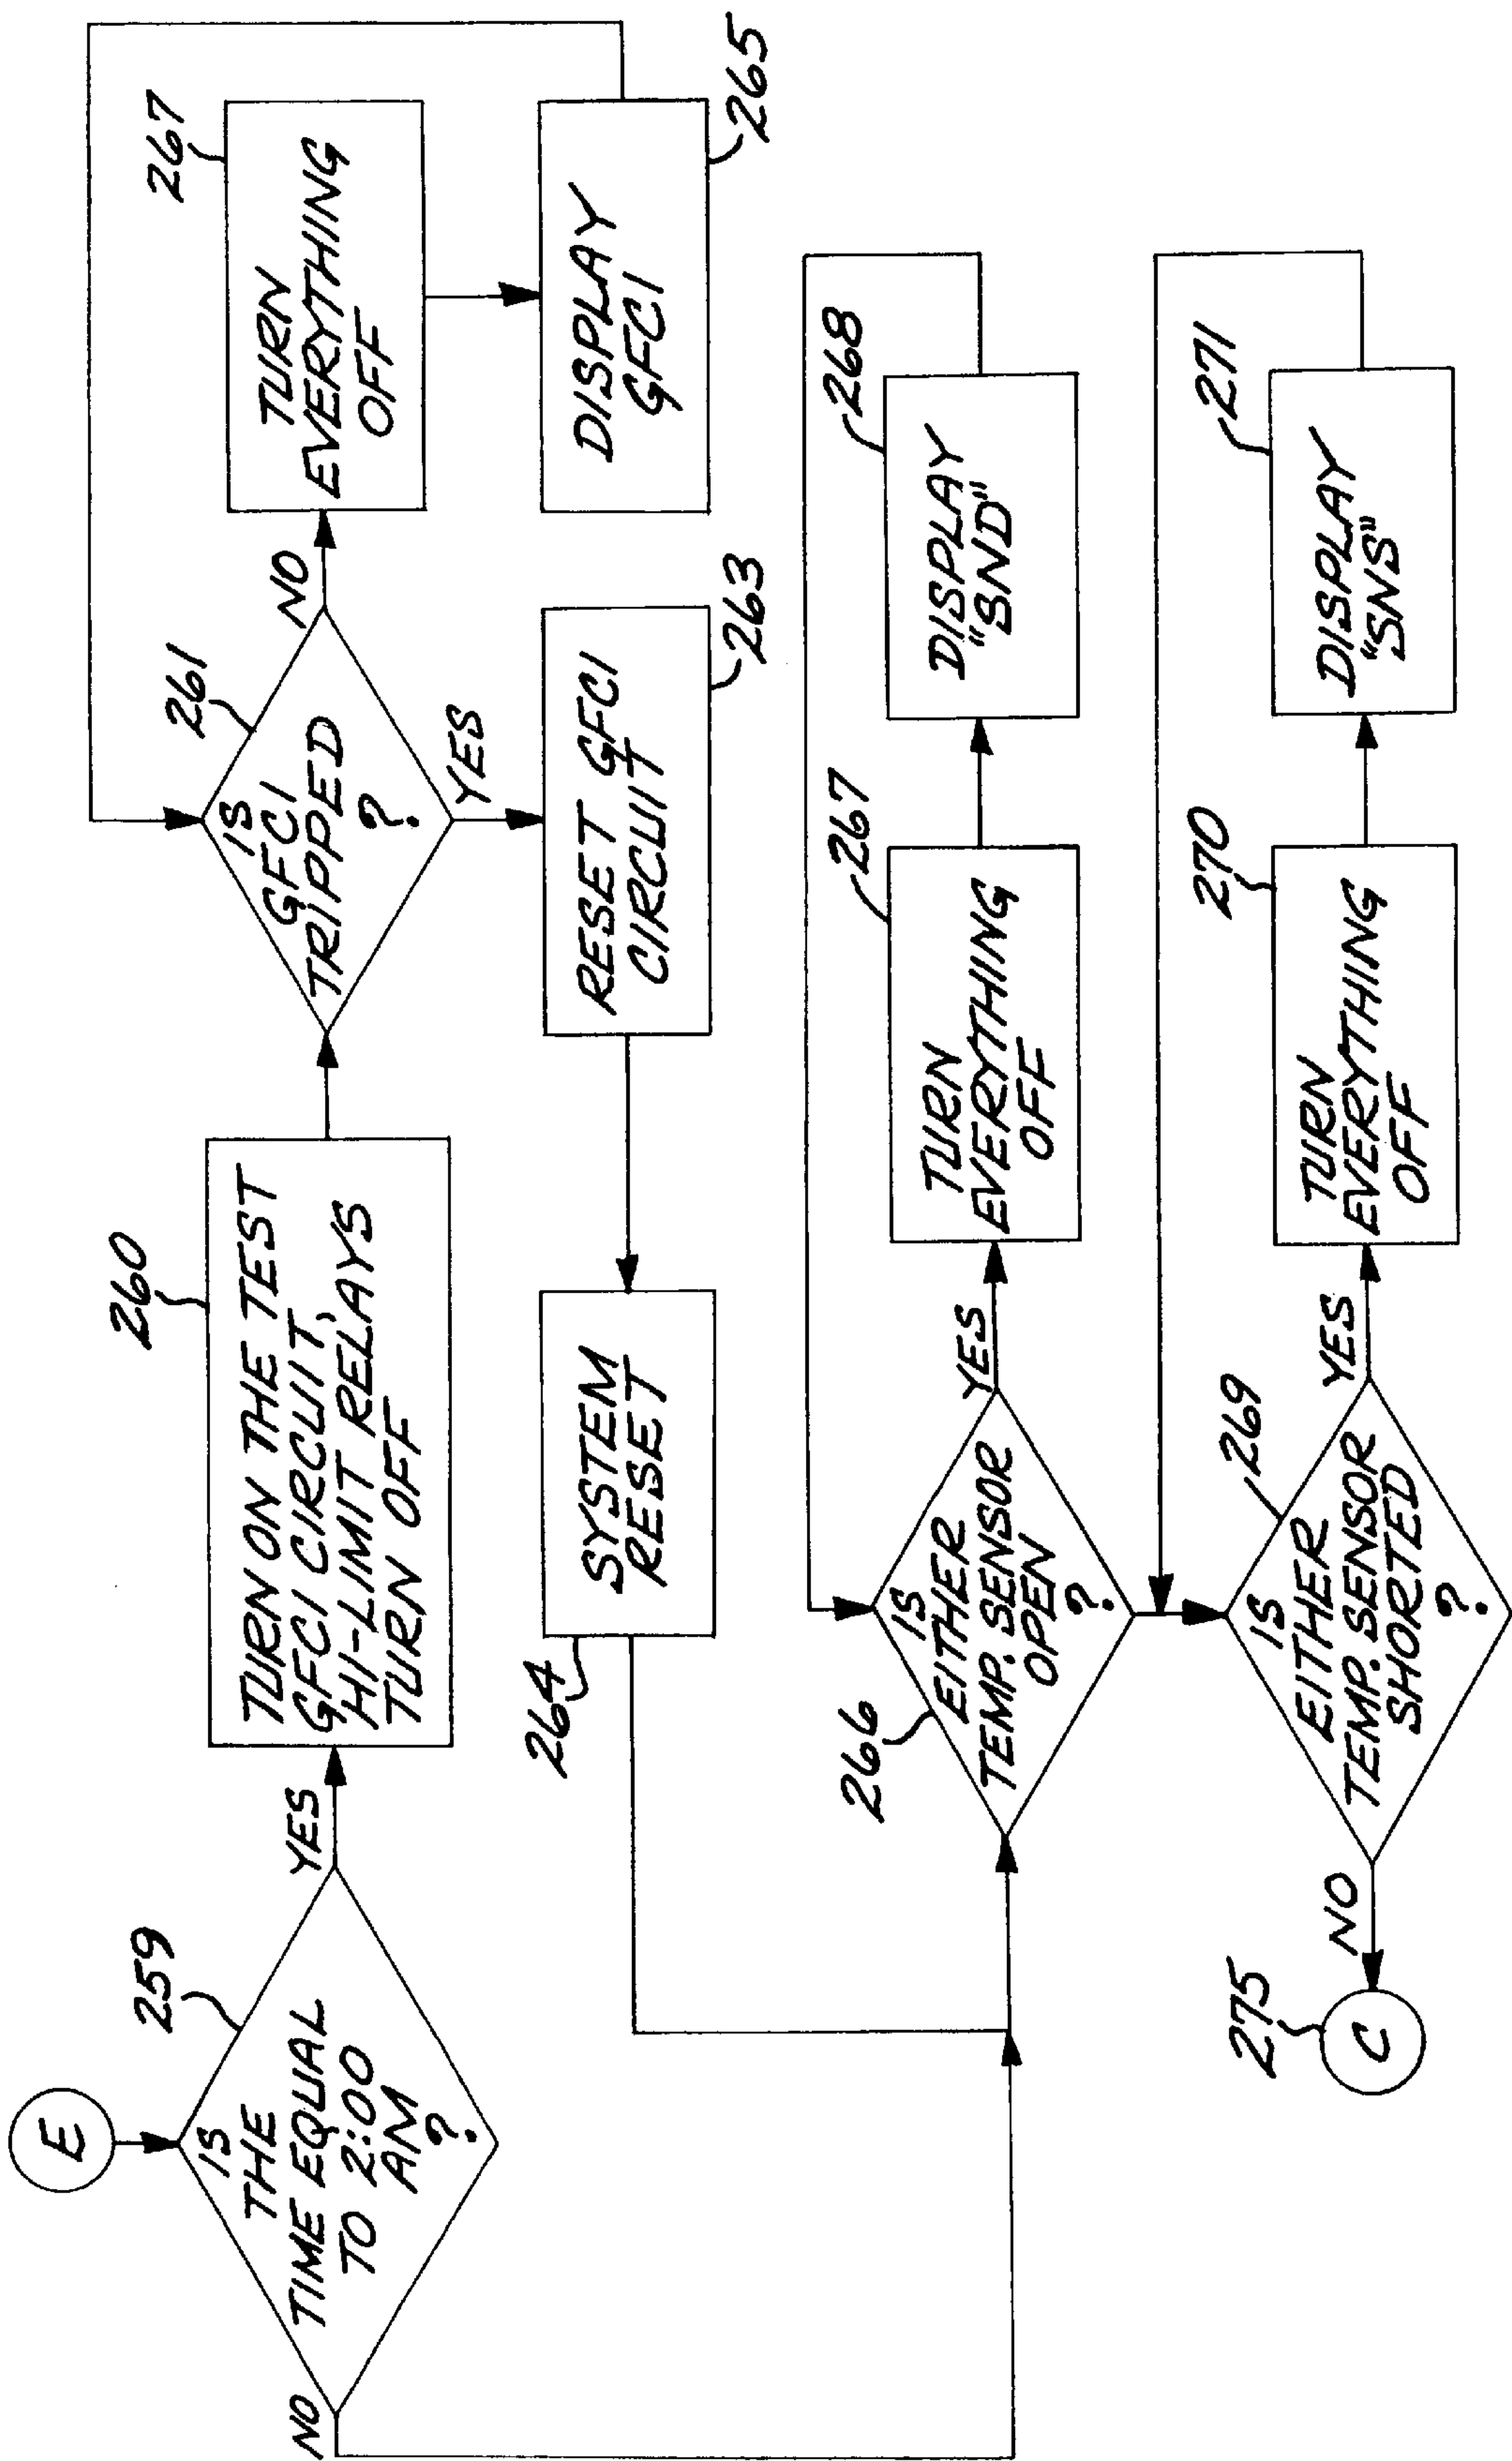 E
259
IS
THE
TIME EQUAL
TO 2:00
AM
?
YES
NO
260
TURN ON THE TEST
GFCI CIRCUIT,
HI-LIMIT RELAYS
TURN OFF
261
IS
GFCI
TRIPPED
?
NO
YES
267
TURN
EVERYTHING
OFF
DISPLAY
GFCI
265
RESET GFCI
CIRCUIT
263
SYSTEM
RESET
264
266
IS
EITHER
TEMP. SENSOR
OPEN
?
YES
267
TURN
EVERYTHING
OFF
268
DISPLAY
"SND"
269
IS
EITHER
TEMP. SENSOR
SHORTED
?
YES
NO
270
TURN
EVERYTHING
OFF
271
DISPLAY
"SNS"
275
C